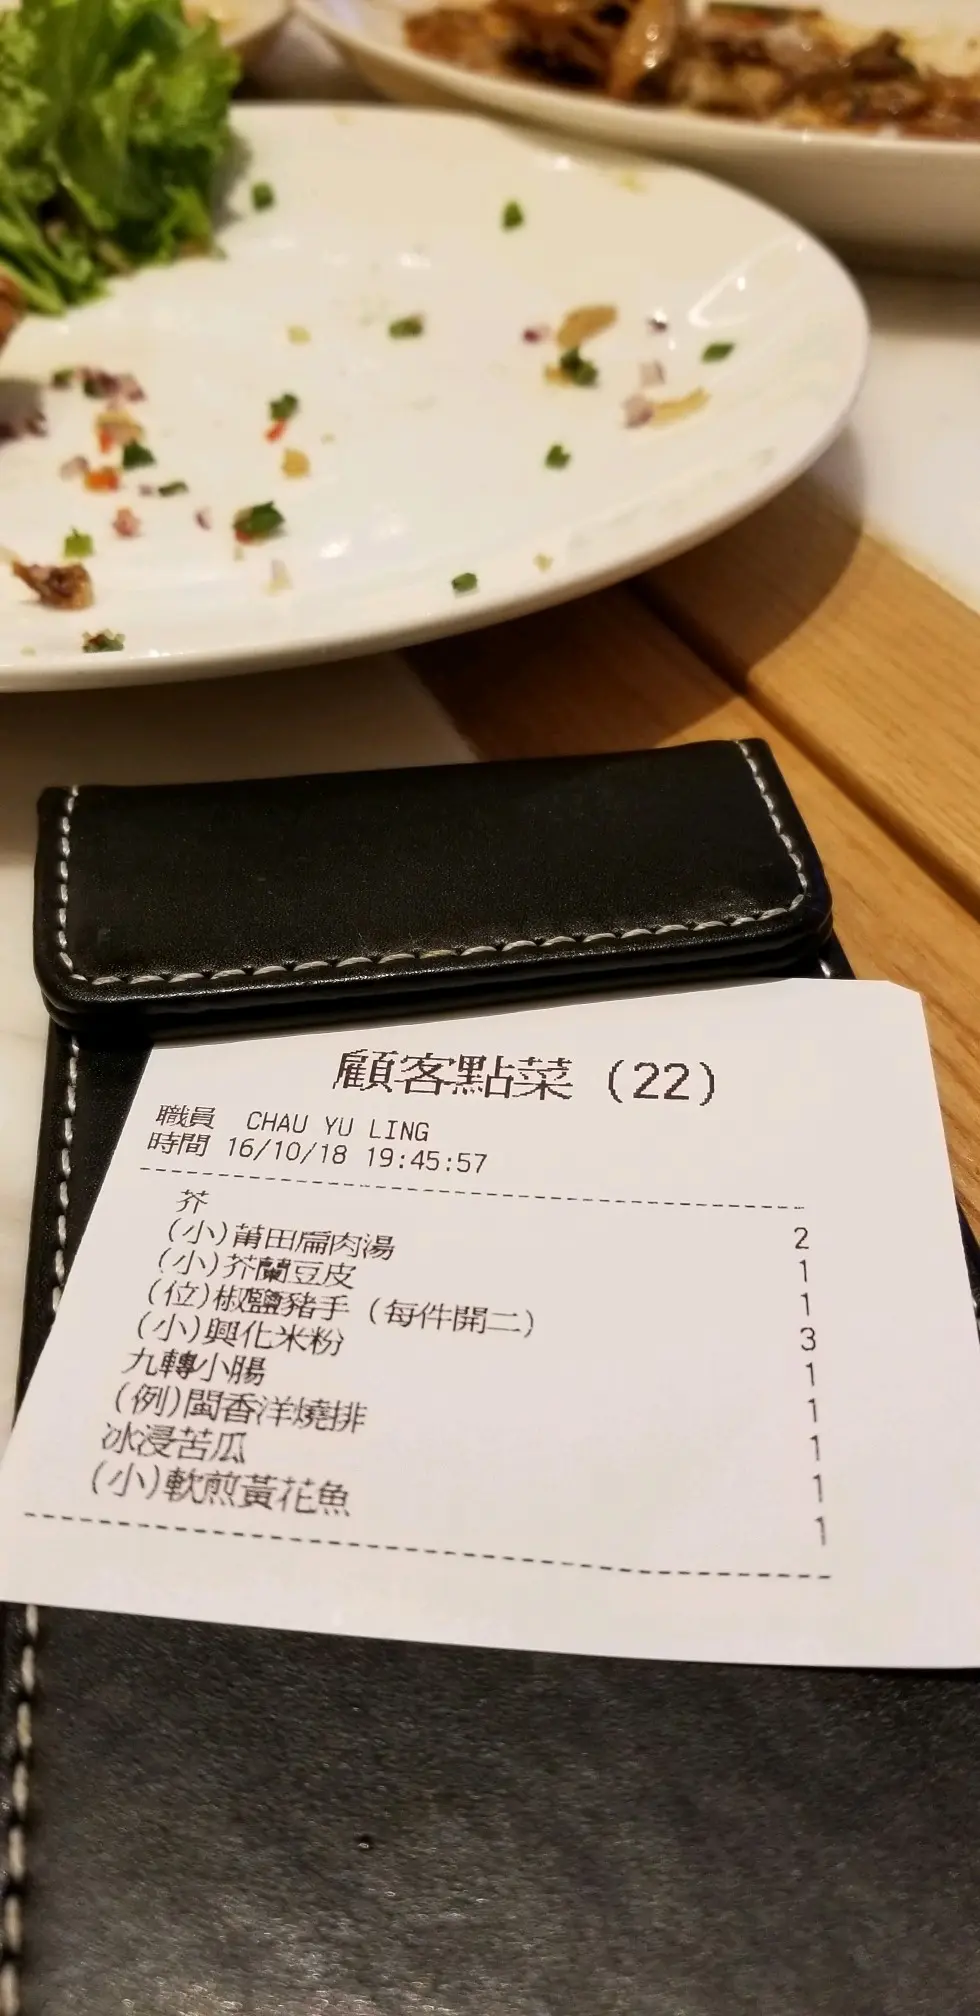 顧客點菜 (22)
職員 CHAU YU LING
時間 16/10/18 19:45:57
芥 2
(小)莆田扁肉湯 1
(小)芥蘭豆皮 1
(位)椒鹽豬手 (每件開二) 3
(小)興化米粉 1
九轉小腸 1
(例)閩香洋燒排 1
冰浸苦瓜 1
(小)軟煎黃花魚 1